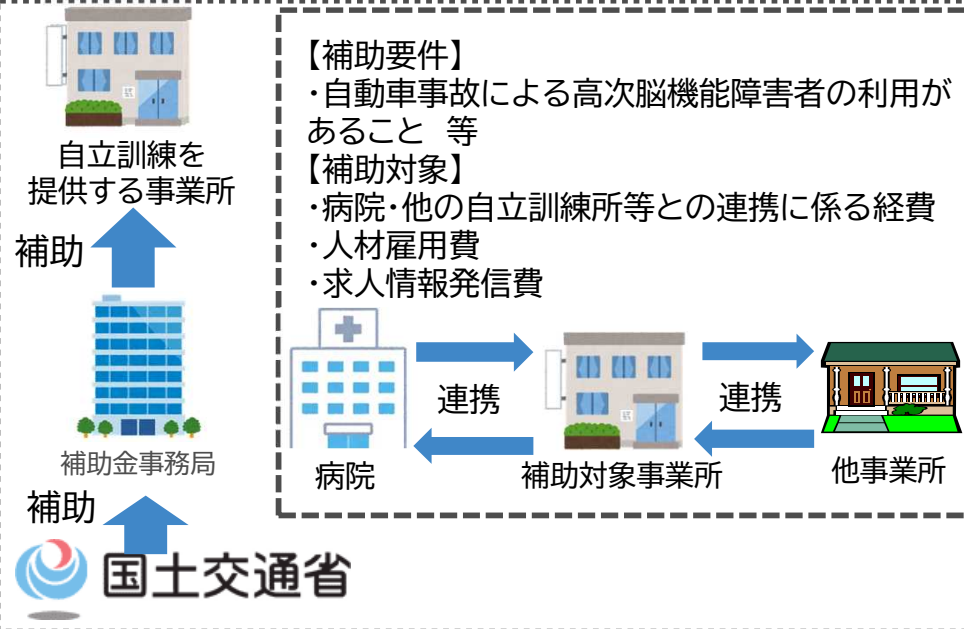 自立訓練を
提供する事業所
補助
補助金事務局
補助
国土交通省
【補助要件】
・自動車事故による高次脳機能障害者の利用が
あること 等
【補助対象】
・病院・他の自立訓練所等との連携に係る経費
・人材雇用費
・求人情報発信費
連携
連携
病院
補助対象事業所
他事業所